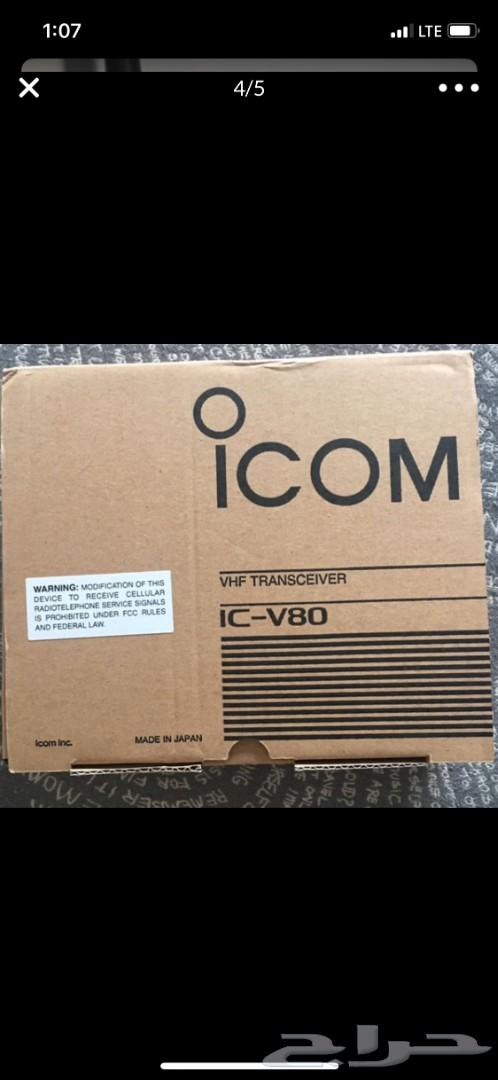 1:07
LTE
4/5
ICOM
VHF TRANSCEIVER
IC-V80
WARNING: MODIFICATION OF THIS
DEVICE TO RECEIVE CELLULAR
RADIOTELEPHONE SERVICE SIGNALS
IS PROHIBITED UNDER FCC RULES
AND FEDERAL LAW.
Icom Inc.
MADE IN JAPAN
حراج